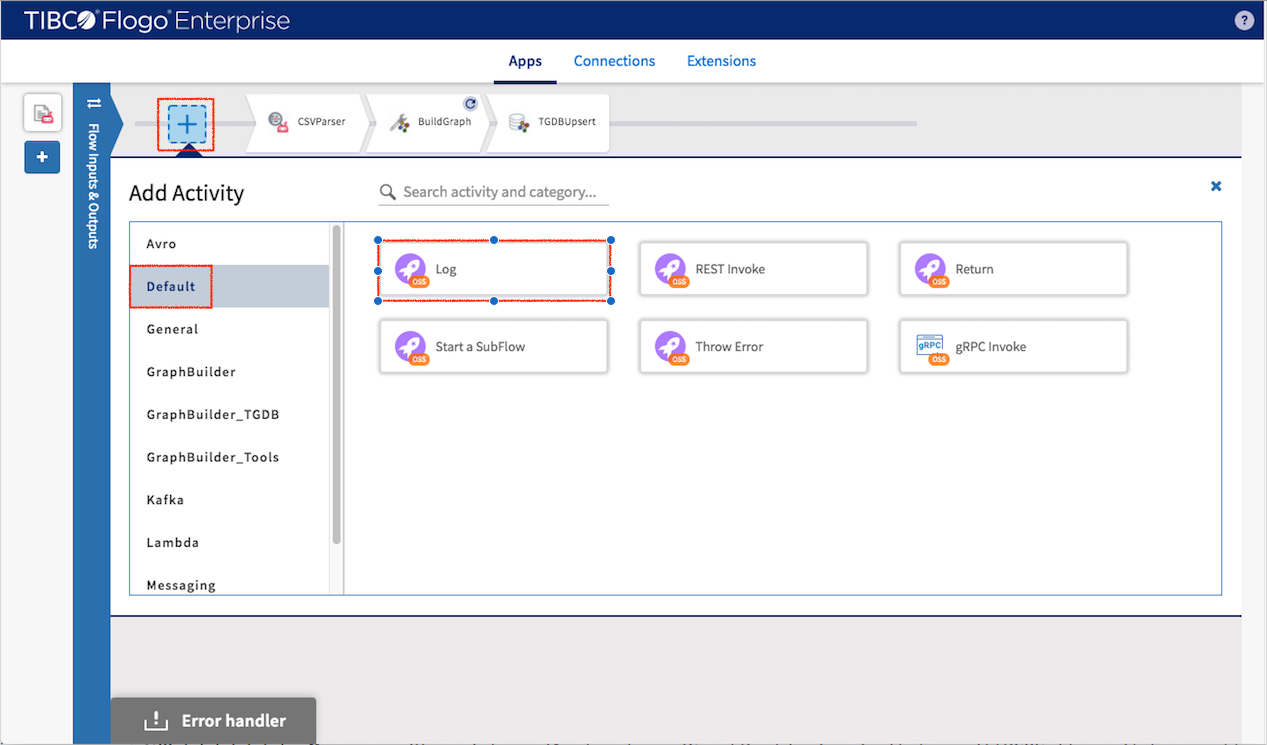 TIBCO® Flogo® Enterprise
?
Apps Connections Extensions
Flow Inputs & Outputs
+
+
CSVParser
BuildGraph
TGDBUpsert
Add Activity
Search activity and category...
Avro
Default
General
GraphBuilder
GraphBuilder_TGDB
GraphBuilder_Tools
Kafka
Lambda
Messaging
OSS Log
OSS REST Invoke
OSS Return
OSS Start a SubFlow
OSS Throw Error
gRPC OSS gRPC Invoke
Error handler